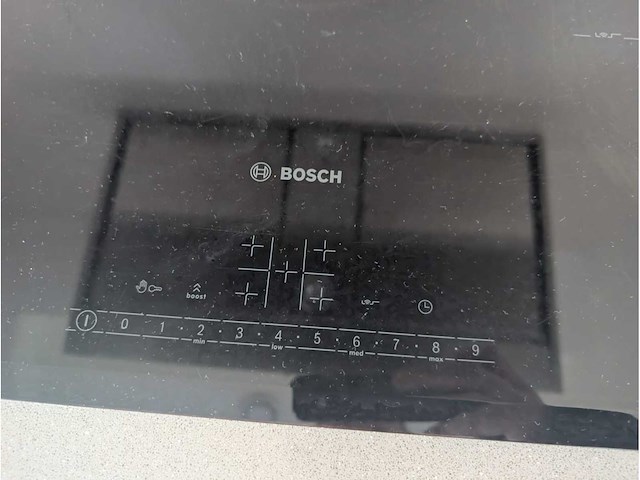 BOSCH
boost
0 1 · 2 · 3 · 4 · 5 · 6 · 7 · 8 · 9
min low med max